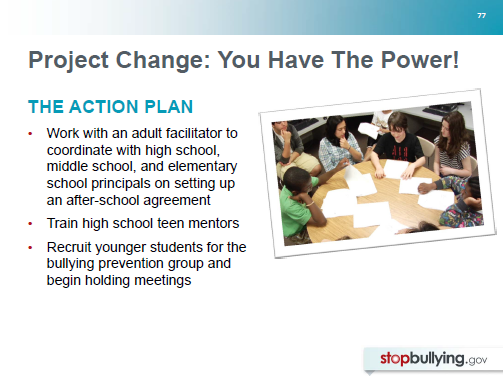 77
Project Change: You Have The Power!
THE ACTION PLAN
• Work with an adult facilitator to
coordinate with high school,
middle school, and elementary
school principals on setting up
an after-school agreement
• Train high school teen mentors
• Recruit younger students for the
bullying prevention group and
begin holding meetings
stopbullying.gov